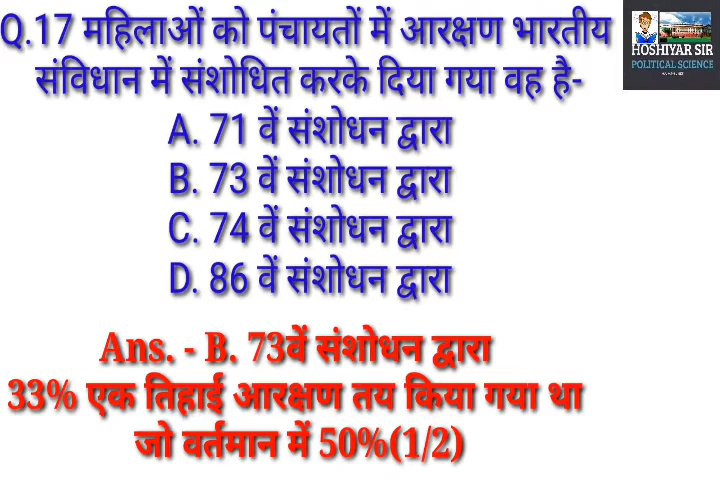 Q.17 महिलाओं को पंचायतों में आरक्षण भारतीय
संविधान में संशोधित करके दिया गया वह है-
A. 71 वें संशोधन द्वारा
B. 73 वें संशोधन द्वारा
C. 74 वें संशोधन द्वारा
D. 86 वें संशोधन द्वारा
Ans. - B. 73वें संशोधन द्वारा
33% एक तिहाई आरक्षण तय किया गया था
जो वर्तमान में 50%(1/2)
HOSHIYAR SIR
POLITICAL SCIENCE